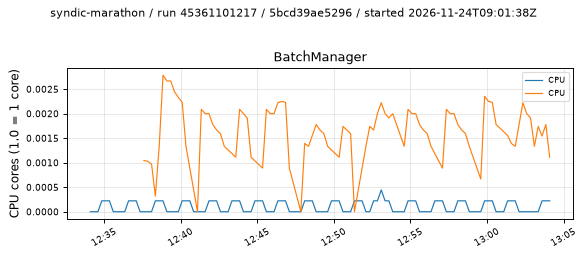 syndic-marathon / run 45361101217 / 5bcd39ae5296 / started 2026-11-24T09:01:38Z
BatchManager
CPU cores (1.0 = 1 core)
0.0025
0.0020
0.0015
0.0010
0.0005
0.0000
CPU
CPU
12:35
12:40
12:45
12:50
12:55
13:00
13:05